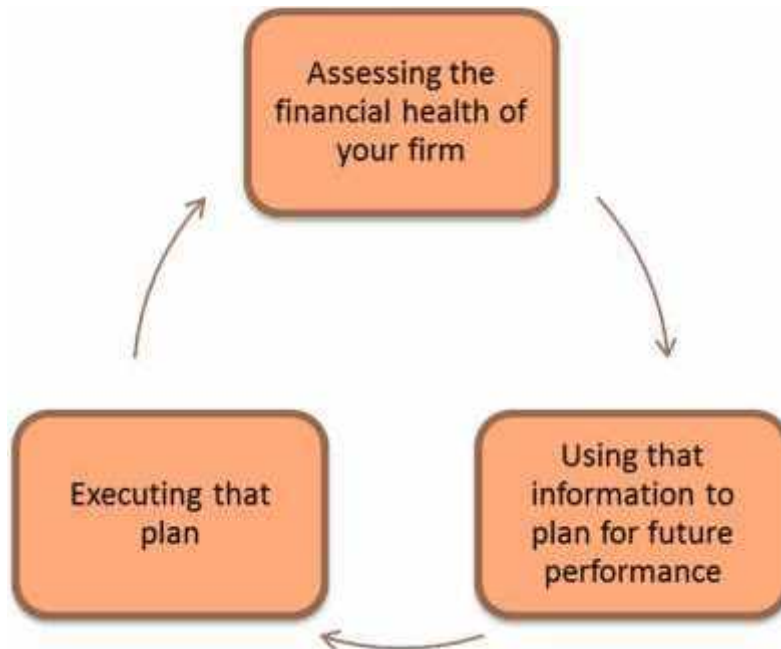 Assessing the
financial health of
your firm
Using that
information to
plan for future
performance
Executing that
plan